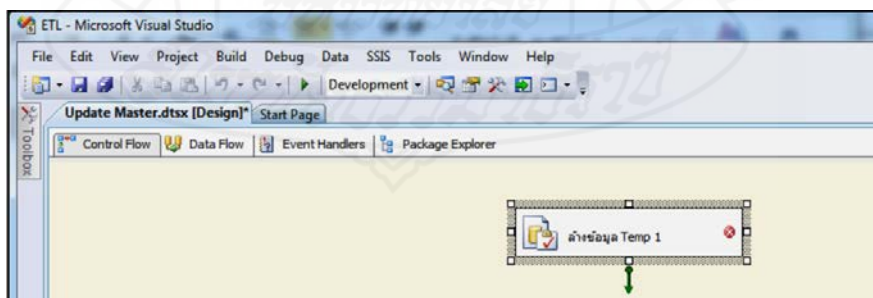 ETL - Microsoft Visual Studio
File Edit View Project Build Debug Data SSIS Tools Window Help
Development
Toolbox
Update Master.dtsx [Design]* Start Page
Control Flow Data Flow Event Handlers Package Explorer
ล้างข้อมูล Temp 1